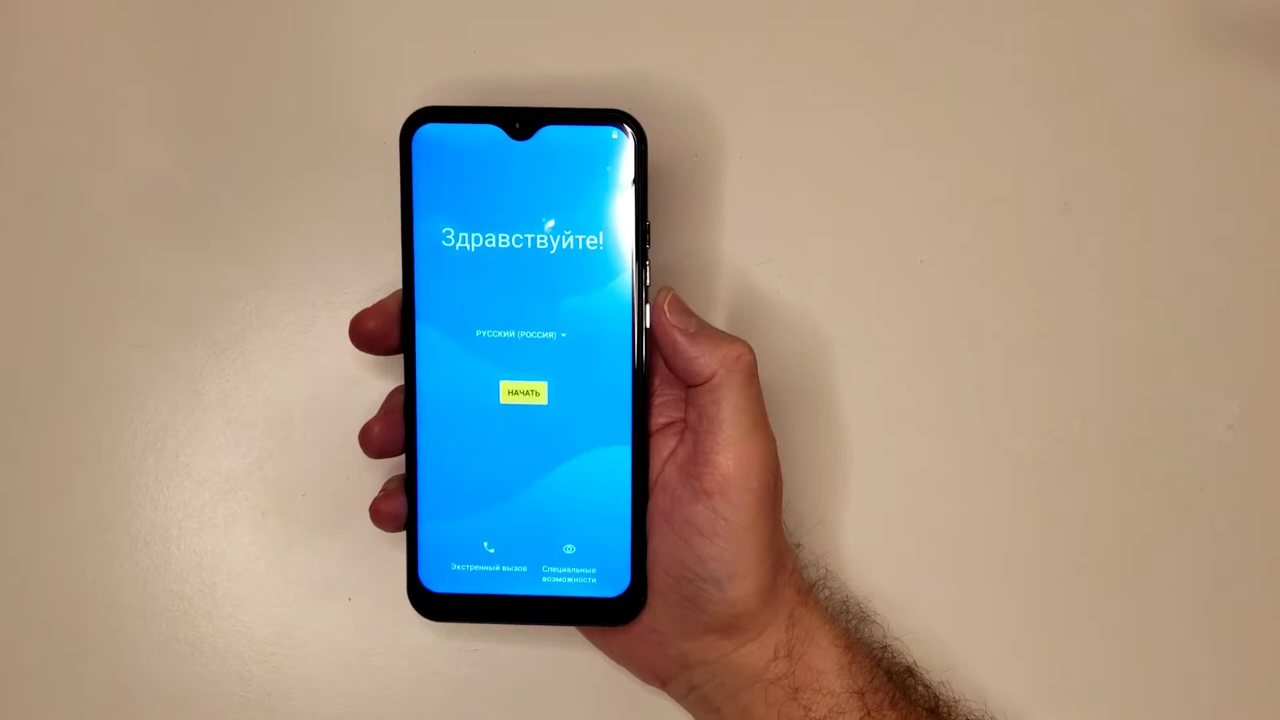 Здравствуйте!
РУССКИЙ (РОССИЯ)
НАЧАТЬ
Экстренный вызов
Специальные
возможности